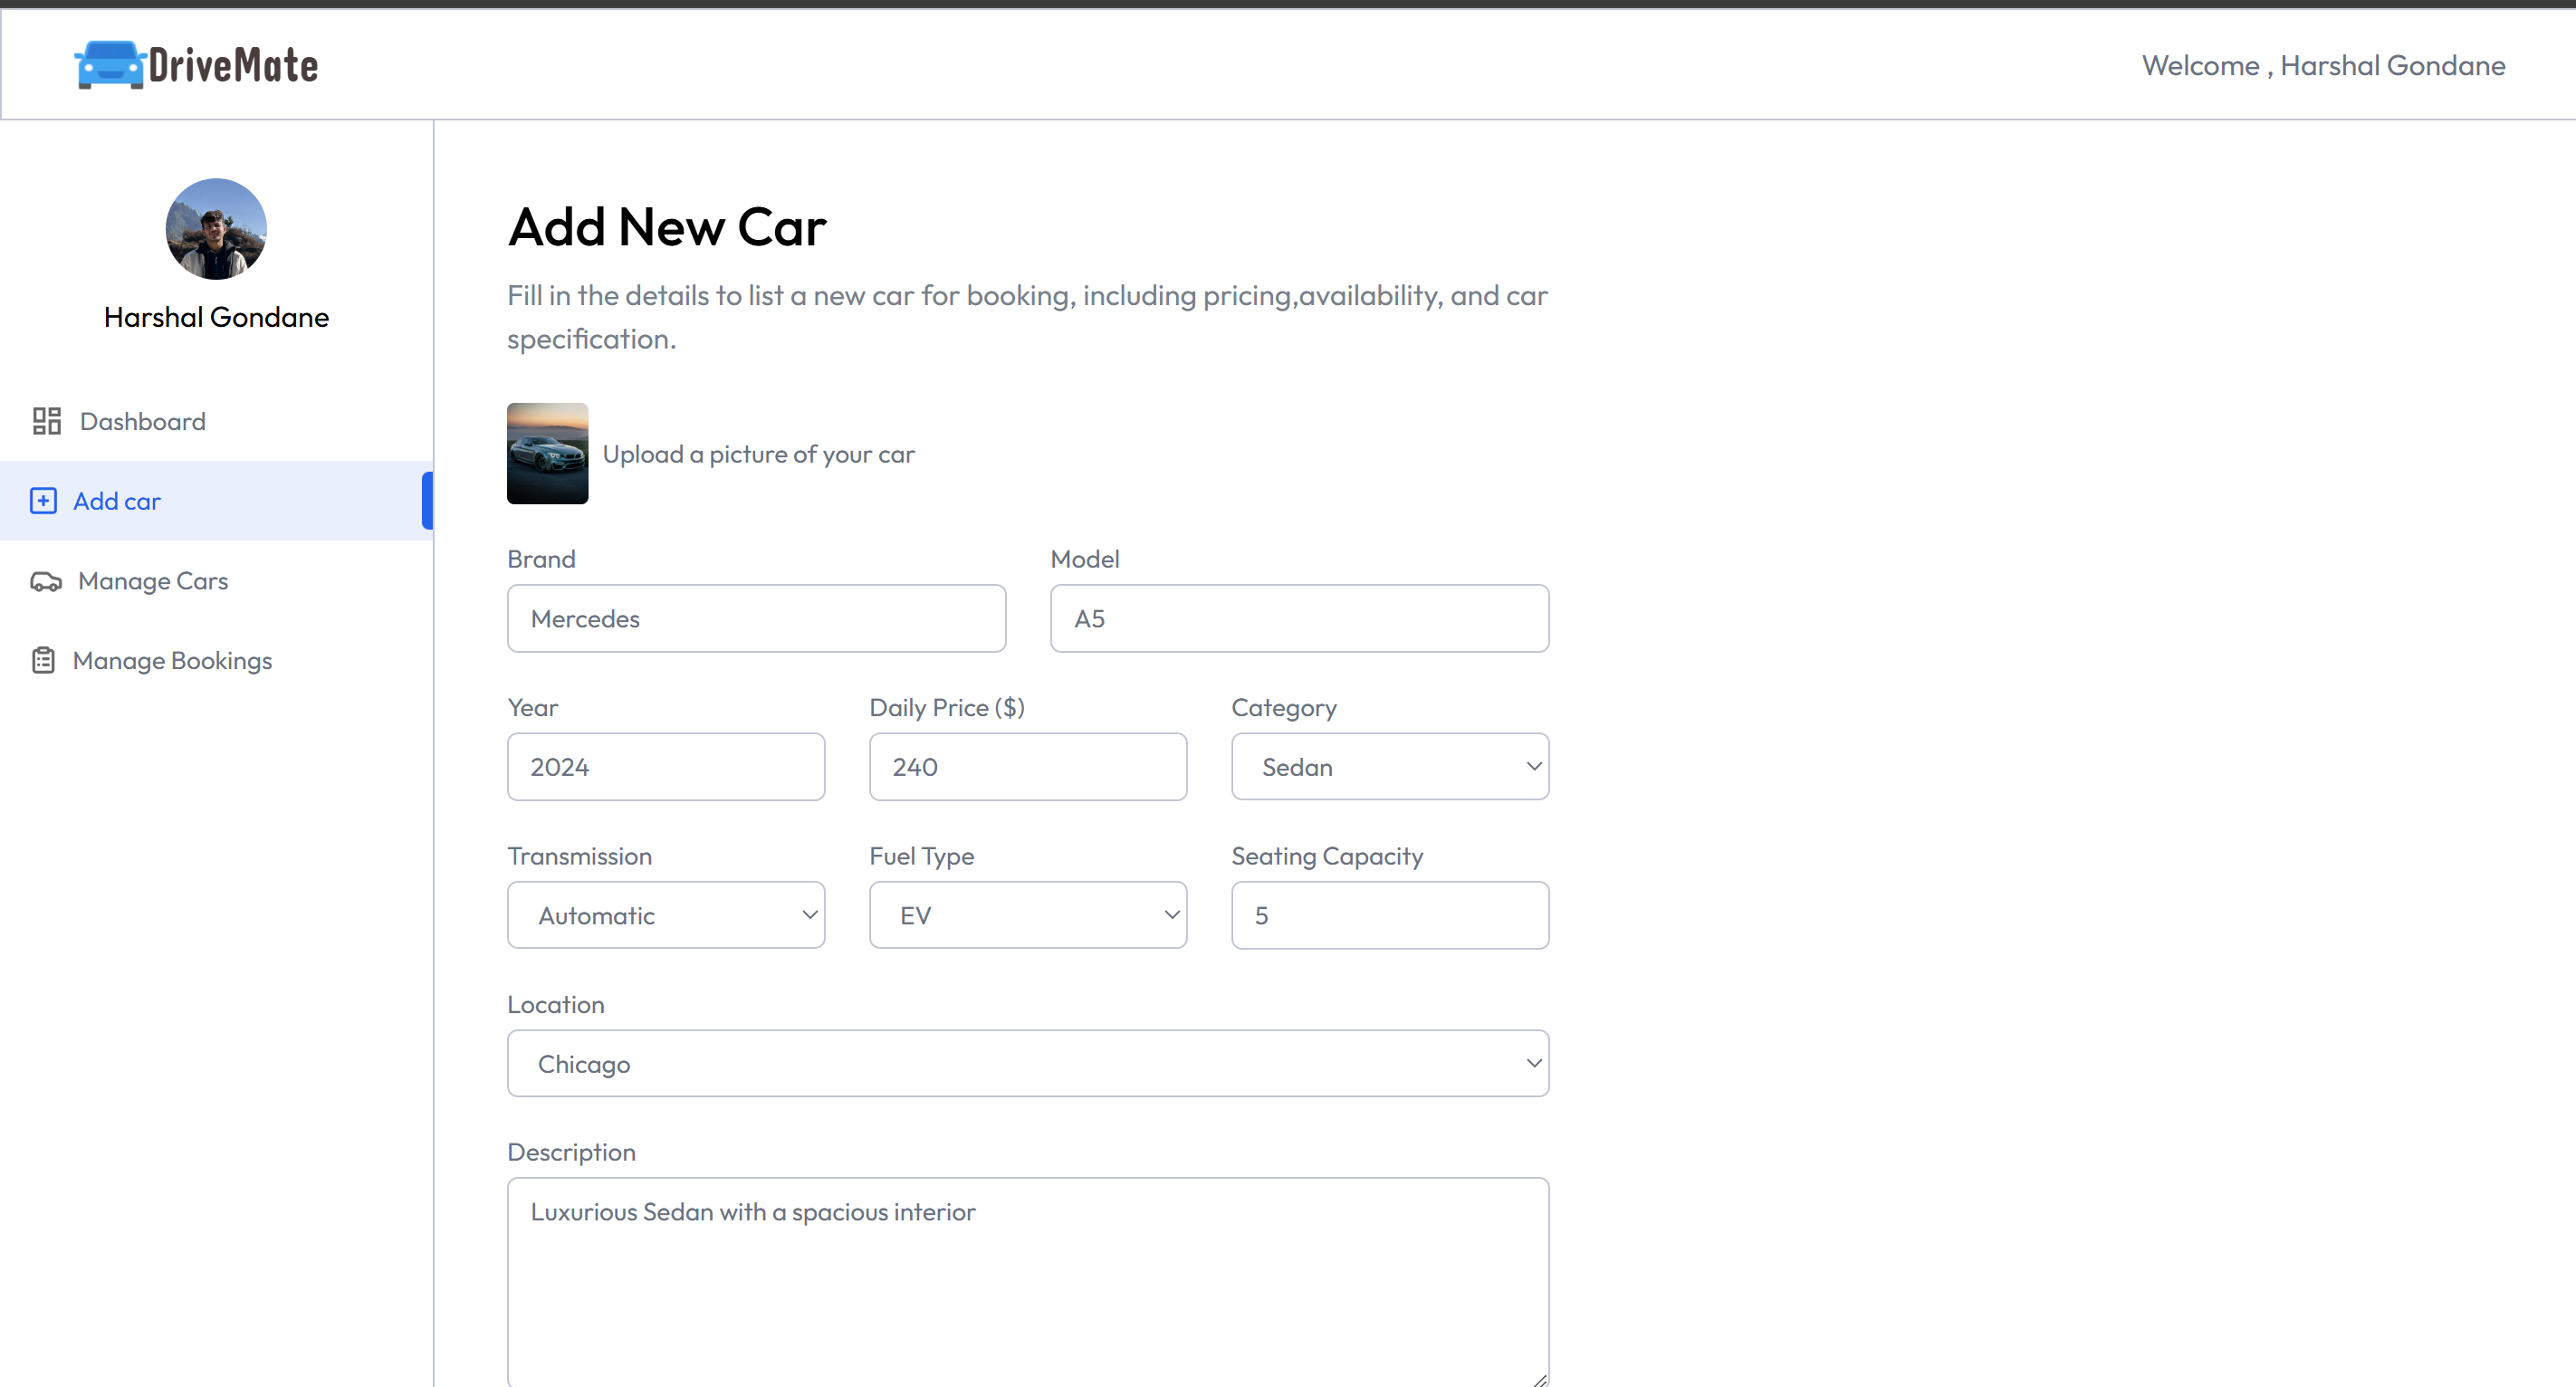 DriveMate
Welcome , Harshal Gondane
Harshal Gondane
Dashboard
Add car
Manage Cars
Manage Bookings
Add New Car
Fill in the details to list a new car for booking, including pricing,availability, and car
specification.
Upload a picture of your car
Brand
Model
Mercedes
A5
Year
Daily Price ($)
Category
2024
240
Sedan
Transmission
Fuel Type
Seating Capacity
Automatic
EV
5
Location
Chicago
Description
Luxurious Sedan with a spacious interior